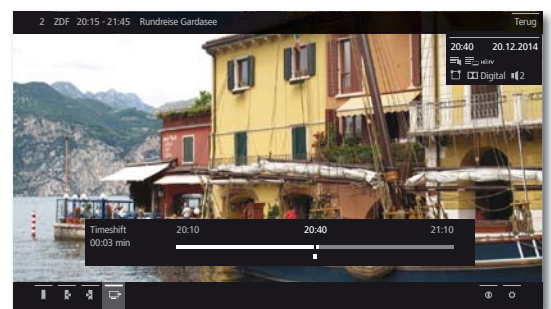 2 ZDF 20:15 - 21:45 Rundreise Gardasee Terug
20:40 20.12.2014
HbbTV
Digital 2
Timeshift 20:10 20:40 21:10
00:03 min